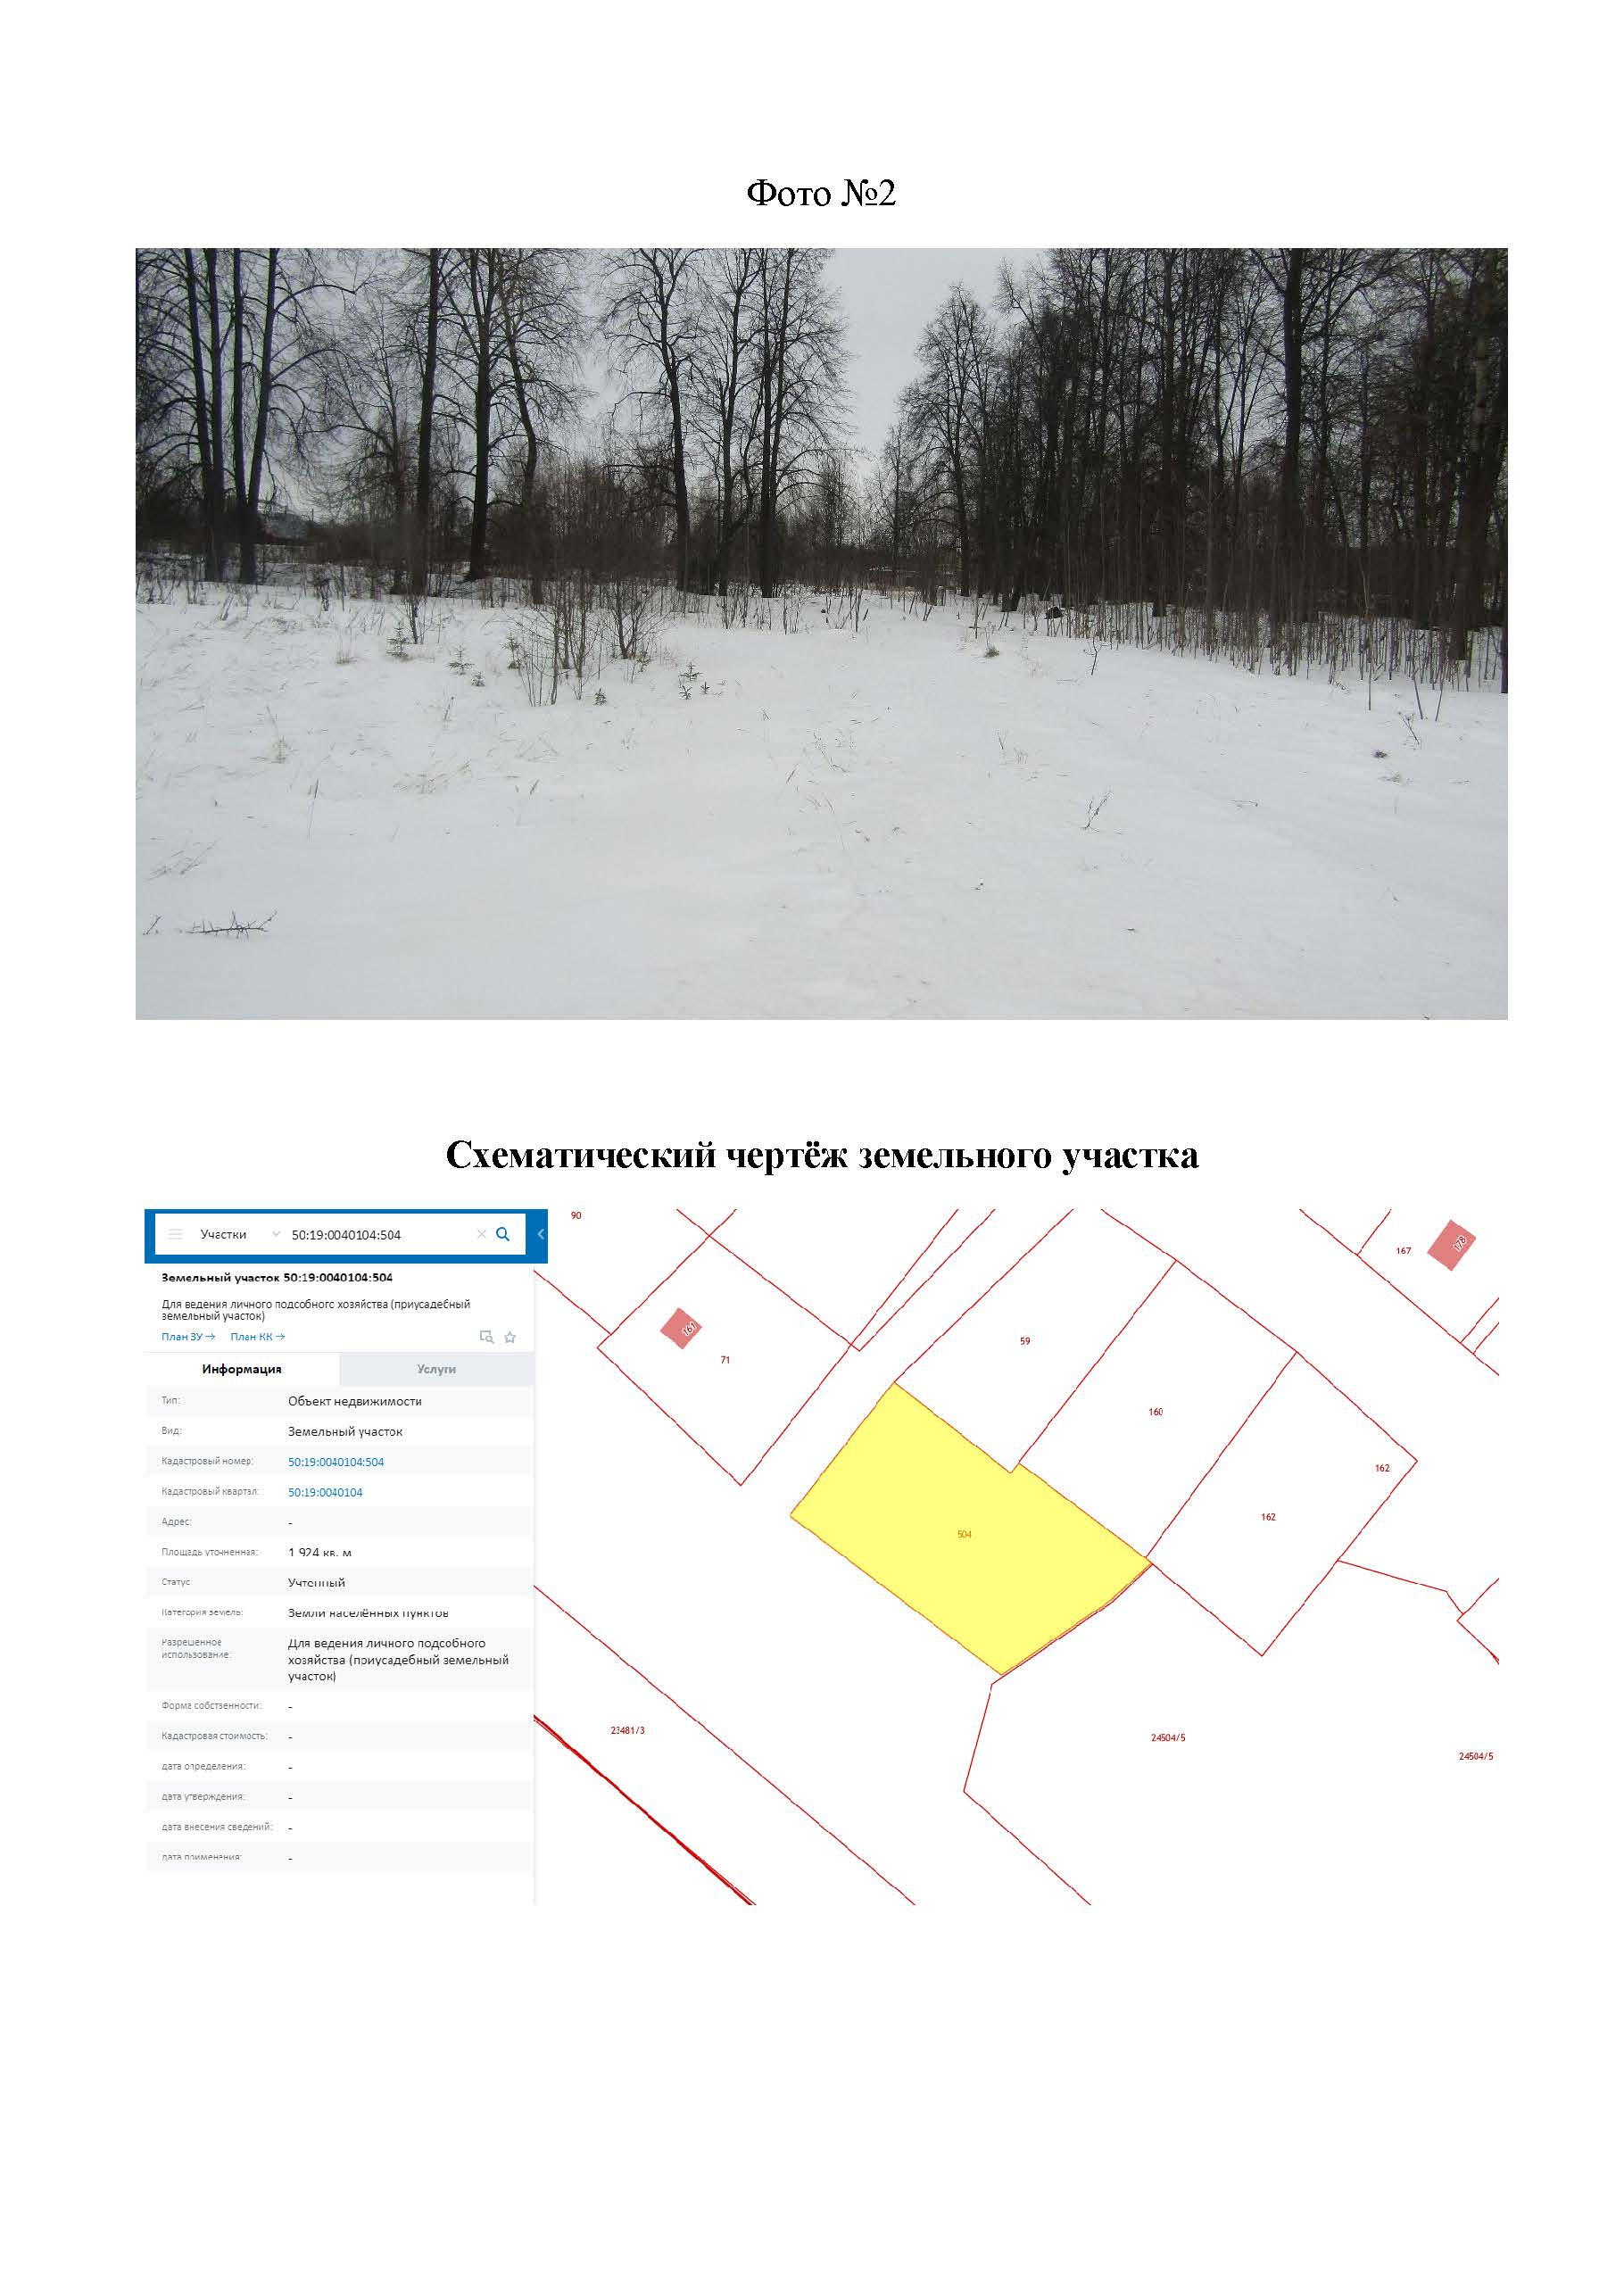 Фото №2
Схематический чертёж земельного участка
Участки
50:19:0040104:504
Земельный участок 50:19:0040104:504
Для ведения личного подсобного хозяйства (приусадебный
земельный участок)
План ЗУ →
План КК →
Информация
Услуги
Тип:
Объект недвижимости
Вид:
Земельный участок
Кадастровый номер:
50:19:0040104:504
Кадастровый квартал:
50:19:0040104
Адрес:
-
Площадь уточненная:
1 924 кв. м
Статус
Учтенный
Категория земель:
Земли населённых пунктов
Разрешенное
использование:
Для ведения личного подсобного
хозяйства (приусадебный земельный
участок)
Форма собственности:
-
Кадастровая стоимость:
-
дата определения:
-
дата утверждения:
-
дата внесения сведений:
-
дата применения:
-
90
161
71
59
160
162
162
167
178
504
23481/3
24504/5
24504/5